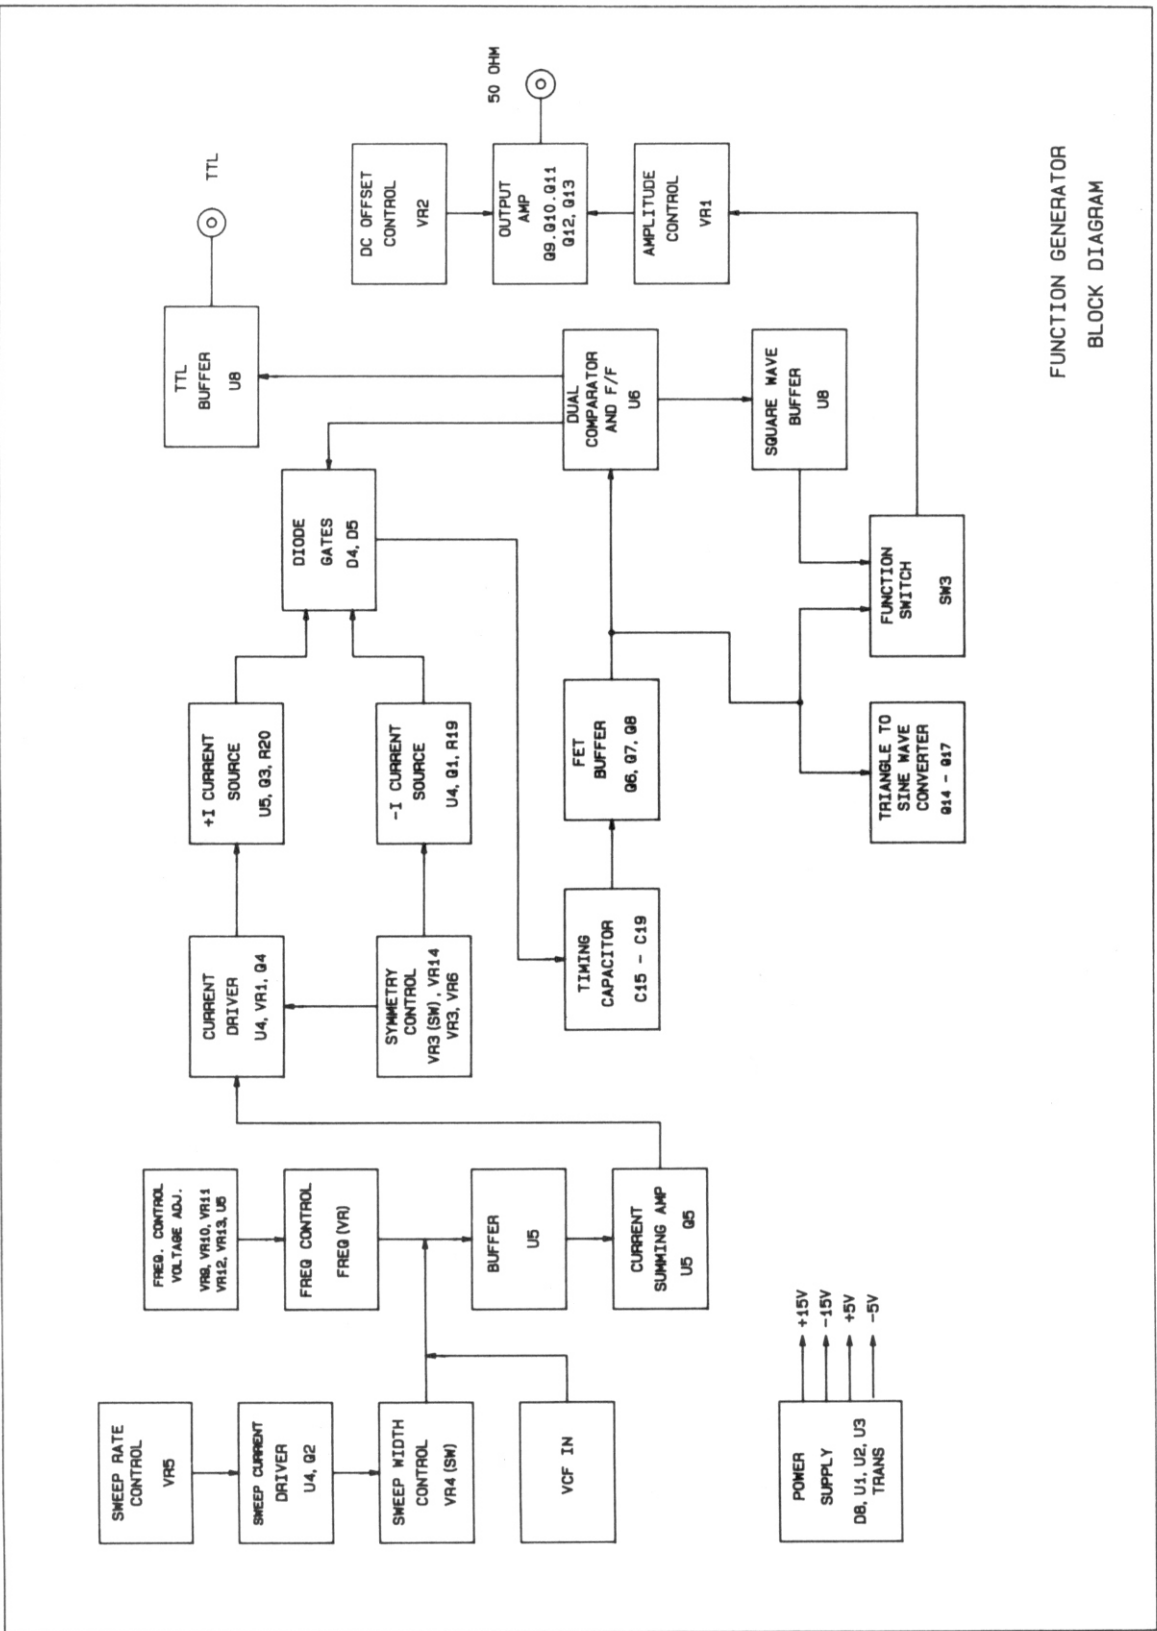 SWEEP RATE
CONTROL
VR5
SWEEP CURRENT
DRIVER
U4, Q2
SWEEP WIDTH
CONTROL
VR4 (SW)
VCF IN
POWER
SUPPLY
DB, U1, U2, U3
TRANS
+15V
-15V
+5V
-5V
FREQ. CONTROL
VOLTAGE ADJ.
VR9, VR10, VR11
VR12, VR13, U5
FREQ CONTROL
FREQ (VR)
BUFFER
U5
CURRENT
SUMMING AMP
U5 Q5
CURRENT
DRIVER
U4, VR1, Q4
SYMMETRY
CONTROL
VR3 (SW), VR14
VR3, VR6
TIMING
CAPACITOR
C15 - C19
+I CURRENT
SOURCE
U5, Q3, R20
-I CURRENT
SOURCE
U4, Q1, R19
FET
BUFFER
Q6, Q7, Q8
TRIANGLE TO
SINE WAVE
CONVERTER
Q14 - Q17
DIODE
GATES
D4, D5
FUNCTION
SWITCH
SW3
TTL
BUFFER
U8
DUAL
COMPARATOR
AND F/F
U6
SQUARE WAVE
BUFFER
U8
TTL
DC OFFSET
CONTROL
VR2
OUTPUT
AMP
Q9.Q10.Q11
Q12, Q13
AMPLITUDE
CONTROL
VR1
50 OHM
FUNCTION GENERATOR
BLOCK DIAGRAM